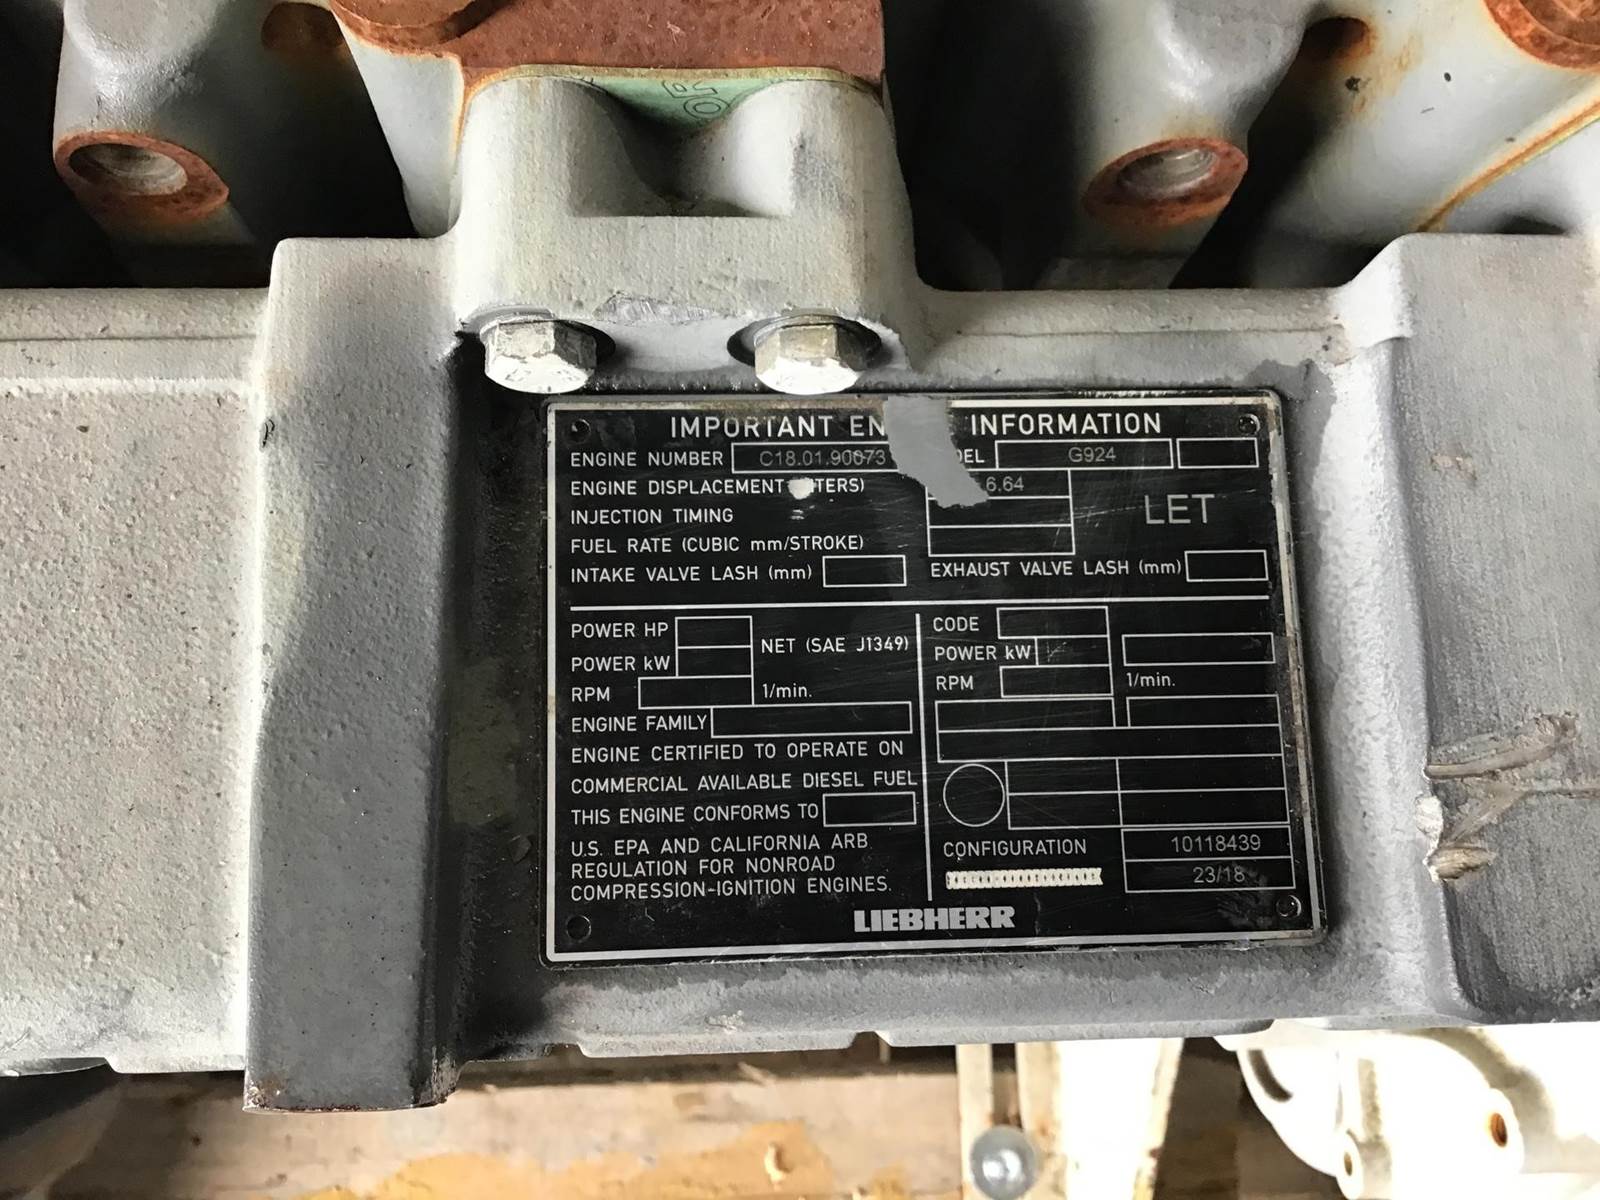 IMPORTANT EN INFORMATION
ENGINE NUMBER C18.01.90073 DEL G924
ENGINE DISPLACEMENT TERS) 6.64
LET
INJECTION TIMING
FUEL RATE (CUBIC mm/STROKE)
INTAKE VALVE LASH (mm) EXHAUST VALVE LASH (mm)
POWER HP
POWER kW
NET (SAE J1349)
RPM 1/min.
ENGINE FAMILY
ENGINE CERTIFIED TO OPERATE ON
COMMERCIAL AVAILABLE DIESEL FUEL
THIS ENGINE CONFORMS TO
U.S. EPA AND CALIFORNIA ARB
REGULATION FOR NONROAD
COMPRESSION-IGNITION ENGINES.
CODE
POWER kW
RPM 1/min.
CONFIGURATION 10118439
23/18
LIEBHERR